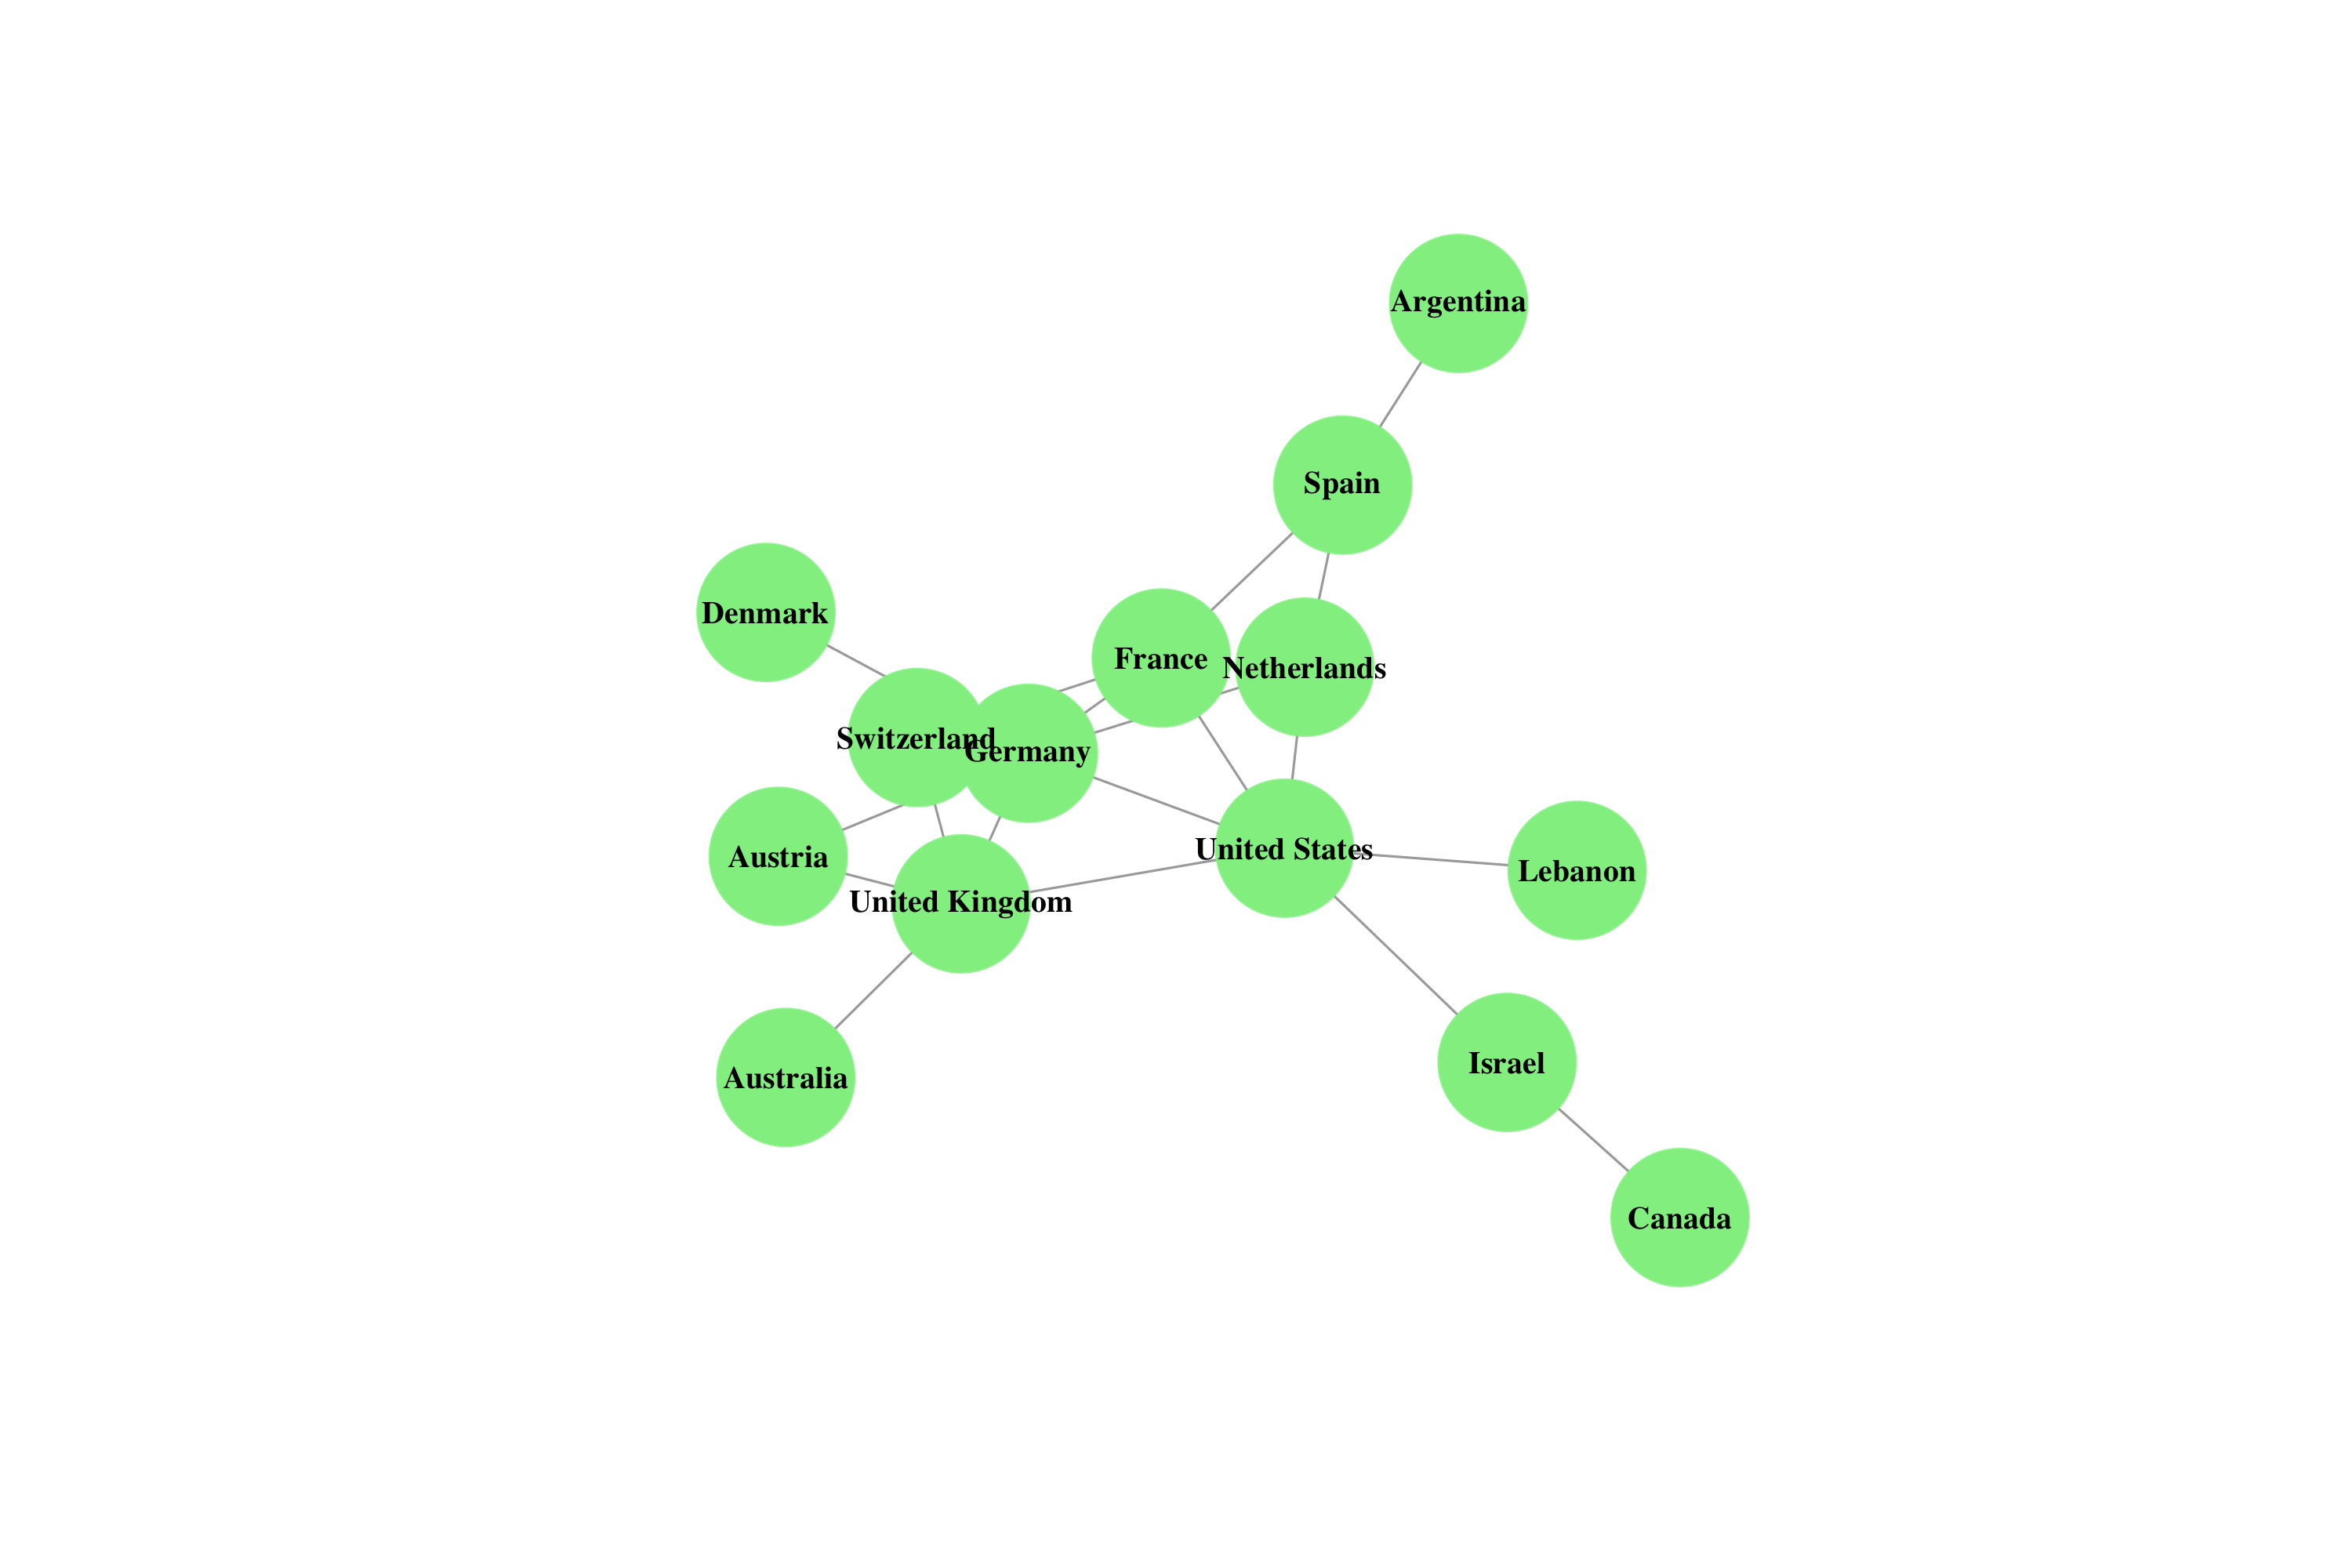 Argentina
Spain
Denmark
France
Netherlands
Switzerland
Germany
United States
Austria
Lebanon
United Kingdom
Israel
Australia
Canada